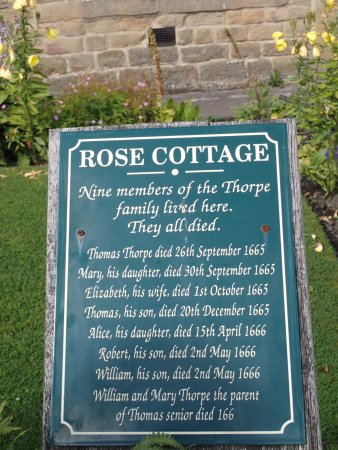 ROSE COTTAGE
Nine members of the Thorpe
family lived here.
They all died.
Thomas Thorpe died 26th September 1665
Mary, his daughter, died 30th September 1665
Elizabeth, his wife, died 1st October 1665
Thomas, his son, died 20th December 1665
Alice, his daughter, died 15th April 1666
Robert, his son, died 2nd May 1666
William, his son, died 2nd May 1666
William and Mary Thorpe the parent
of Thomas senior died 166